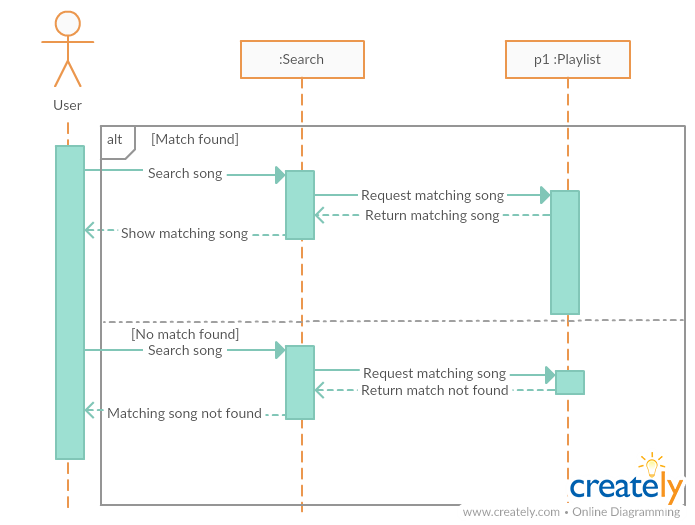 :Search
p1 :Playlist
User
alt
[Match found]
Search song
Request matching song
Return matching song
Show matching song
[No match found]
Search song
Request matching song
Return match not found
Matching song not found
creately
www.creately.com • Online Diagramming